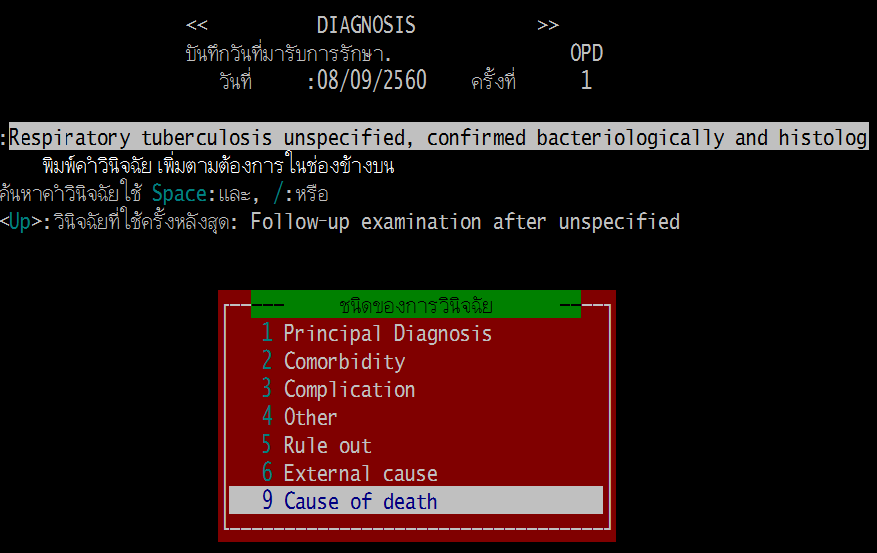 << DIAGNOSIS >>
บันทึกวันที่มารับการรักษา. OPD
วันที่ :08/09/2560 ครั้งที่ 1
:Respiratory tuberculosis unspecified, confirmed bacteriologically and histolog
พิมพ์คำวินิจฉัย เพิ่มตามต้องการ ในช่องข้างบน
ค้นหาคำวินิจฉัยใช้ Space:และ, /:หรือ
<Up>:วินิจฉัยที่ใช้ครั้งหลังสุด: Follow-up examination after unspecified
ชนิดของการวินิจฉัย
1 Principal Diagnosis
2 Comorbidity
3 Complication
4 Other
5 Rule out
6 External cause
9 Cause of death